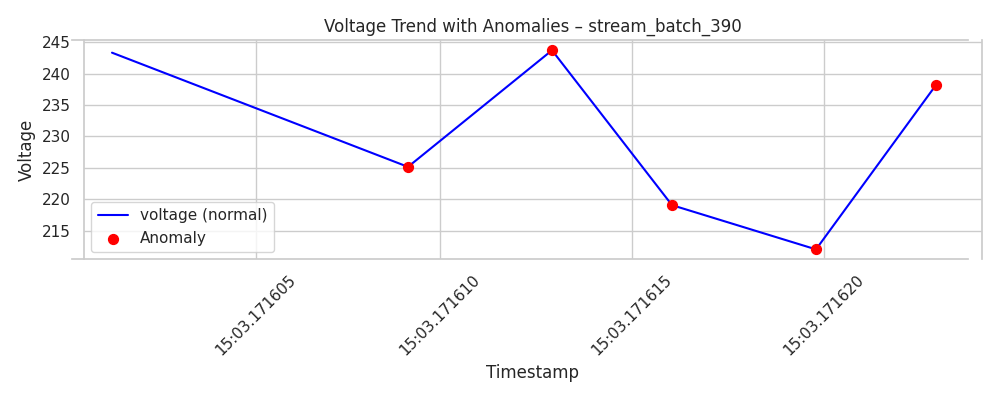 Voltage Trend with Anomalies – stream_batch_390
Voltage
245
240
235
230
225
220
215
voltage (normal)
Anomaly
15:03.171605
15:03.171610
15:03.171615
15:03.171620
Timestamp